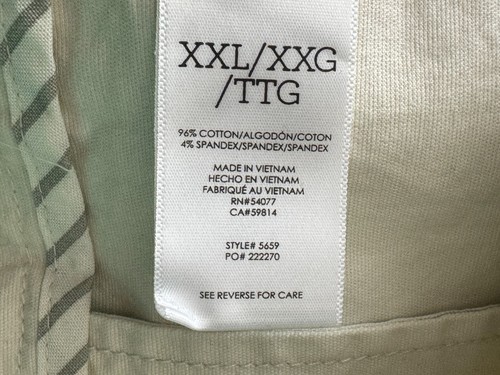 XXL/XXG
/TTG
96% COTTON/ALGODÓN/COTON
4% SPANDEX/SPANDEX/SPANDEX
MADE IN VIETNAM
HECHO EN VIETNAM
FABRIQUÉ AU VIETNAM
RN#54077
CA#59814
STYLE# 5659
PO# 222270
SEE REVERSE FOR CARE